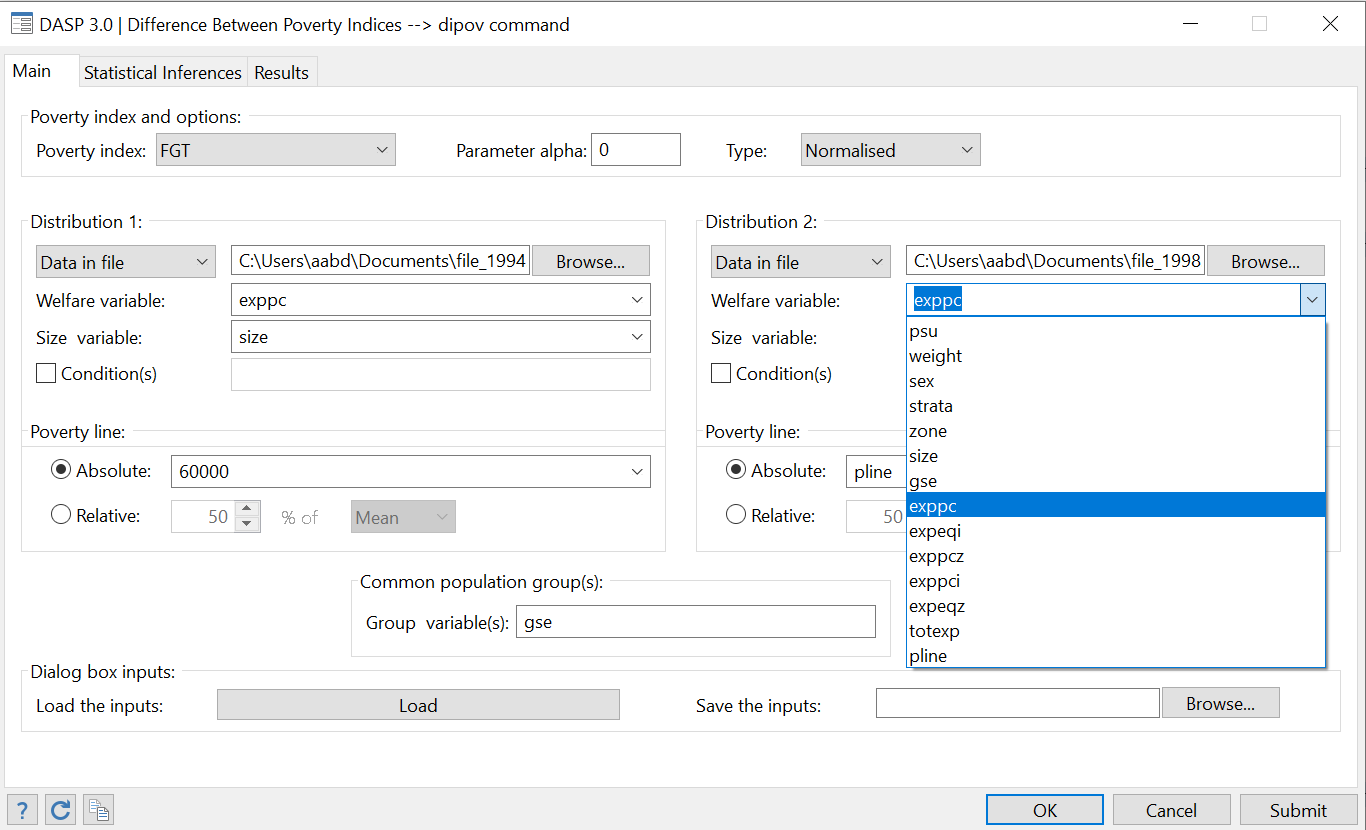 DASP 3.0 | Difference Between Poverty Indices --> dipov command
Main Statistical Inferences Results
Poverty index and options:
Poverty index: FGT Parameter alpha: 0 Type: Normalised
Distribution 1:
Data in file C:\Users\aabd\Documents\file_1994 Browse...
Welfare variable: exppc
Size variable: size
Condition(s)
Poverty line:
Absolute: 60000
Relative: 50 % of Mean
Distribution 2:
Data in file C:\Users\aabd\Documents\file_1998 Browse...
Welfare variable: exppc
Size variable:
Condition(s)
Poverty line:
Absolute: pline
Relative: 50
psu
weight
sex
strata
zone
size
gse
exppc
expeqi
exppcz
exppci
expeqz
totexp
pline
Common population group(s):
Group variable(s): gse
Dialog box inputs:
Load the inputs: Load Save the inputs: Browse...
? OK Cancel Submit